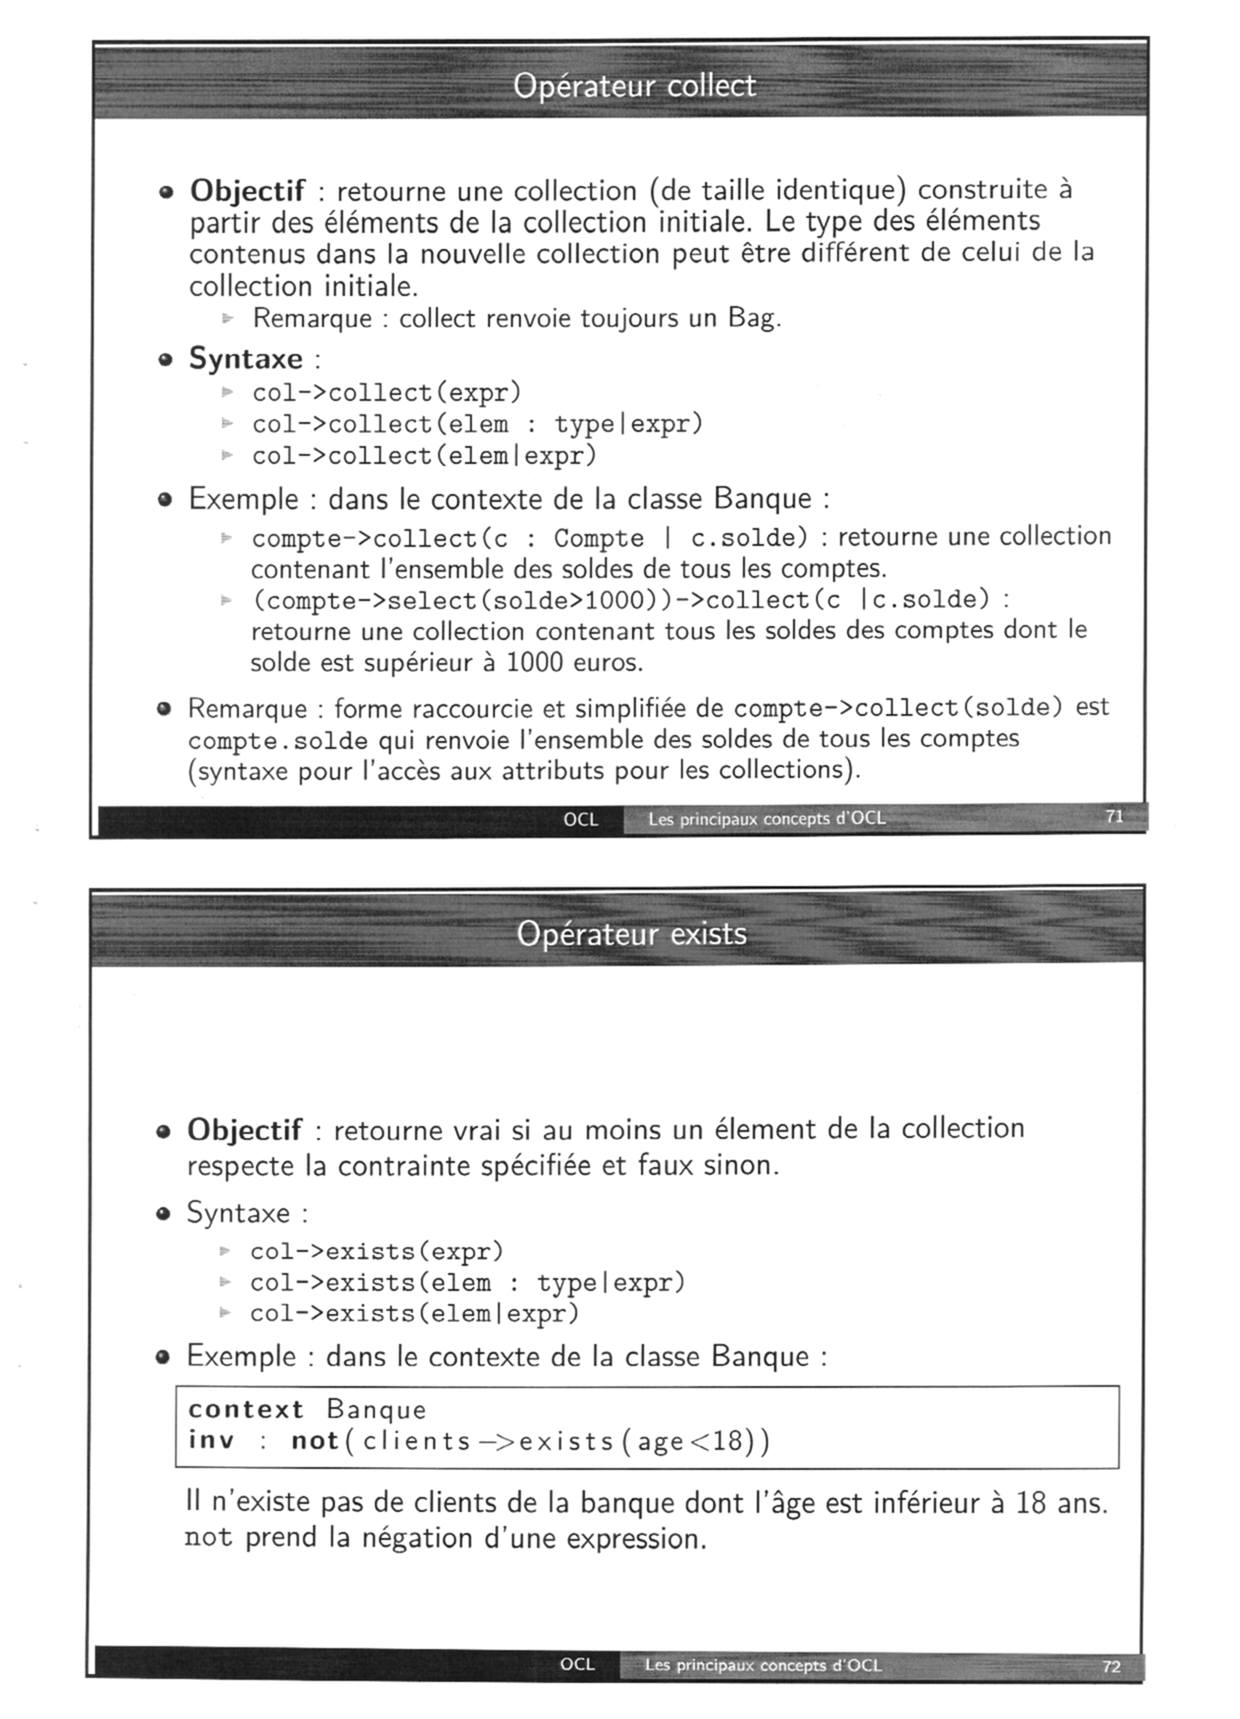 Opérateur collect
Objectif : retourne une collection (de taille identique) construite à
partir des éléments de la collection initiale. Le type des éléments
contenus dans la nouvelle collection peut être différent de celui de la
collection initiale.
Remarque : collect renvoie toujours un Bag.
Syntaxe :
col->collect(expr)
col->collect(elem : type|expr)
col->collect(elem|expr)
Exemple : dans le contexte de la classe Banque :
compte->collect(c : Compte | c.solde) : retourne une collection
contenant l'ensemble des soldes de tous les comptes.
(compte->select(solde>1000))->collect(c |c.solde) :
retourne une collection contenant tous les soldes des comptes dont le
solde est supérieur à 1000 euros.
Remarque : forme raccourcie et simplifiée de compte->collect(solde) est
compte.solde qui renvoie l'ensemble des soldes de tous les comptes
(syntaxe pour l'accès aux attributs pour les collections).
OCL Les principaux concepts d'OCL 71
Opérateur exists
Objectif : retourne vrai si au moins un élement de la collection
respecte la contrainte spécifiée et faux sinon.
Syntaxe :
col->exists(expr)
col->exists(elem : type|expr)
col->exists(elem|expr)
Exemple : dans le contexte de la classe Banque :
context Banque
inv : not(clients->exists(age<18))
Il n'existe pas de clients de la banque dont l'âge est inférieur à 18 ans.
not prend la négation d'une expression.
OCL Les principaux concepts d'OCL 72